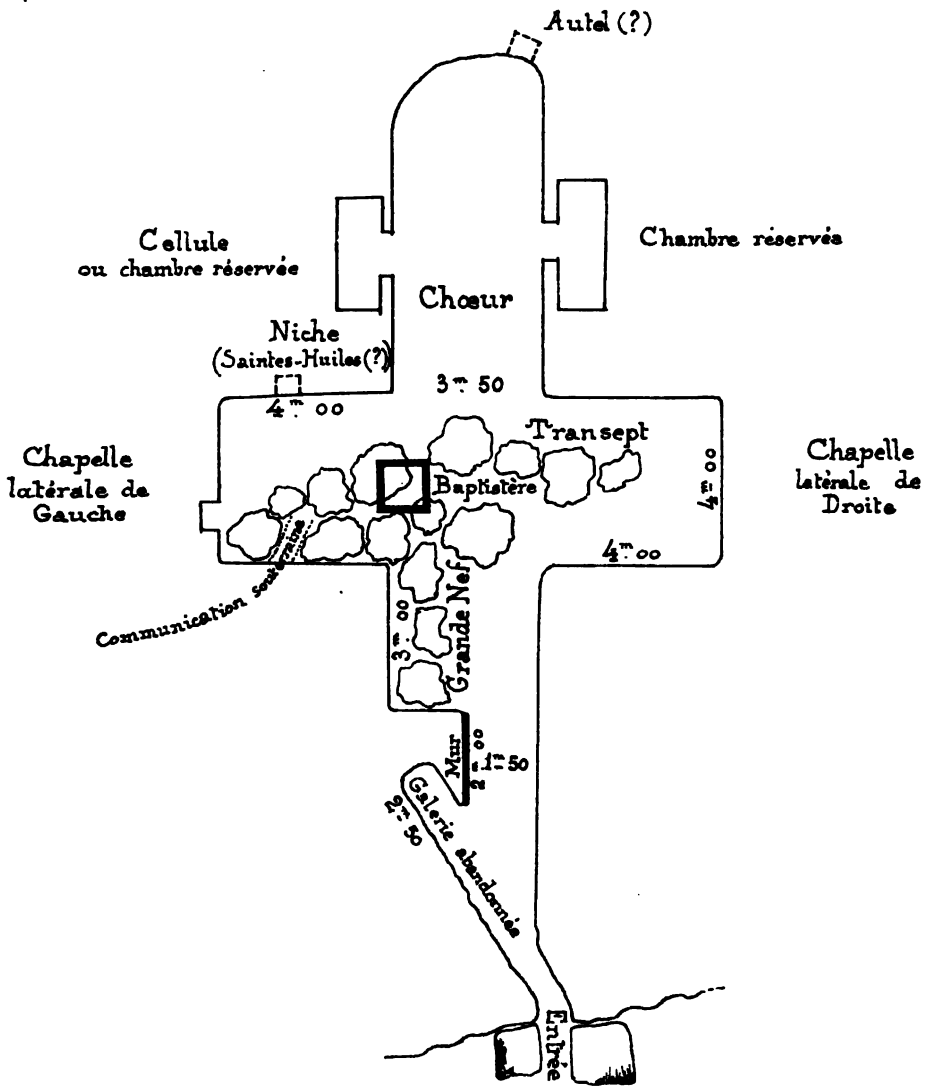 Autel (?)
Cellule
ou chambre réservée
Chambre réservée
Chœur
Niche
(Saintes-Huiles(?))
4m 00
3m 50
Transept
Chapelle
latérale de
Gauche
Baptistère
4m 00
Chapelle
latérale de
Droite
4m 00
Communication souterraine
3m 00
Grande Nef
Mur
2m 00
1m 50
Galerie abandonnée
2m 50
Entrée